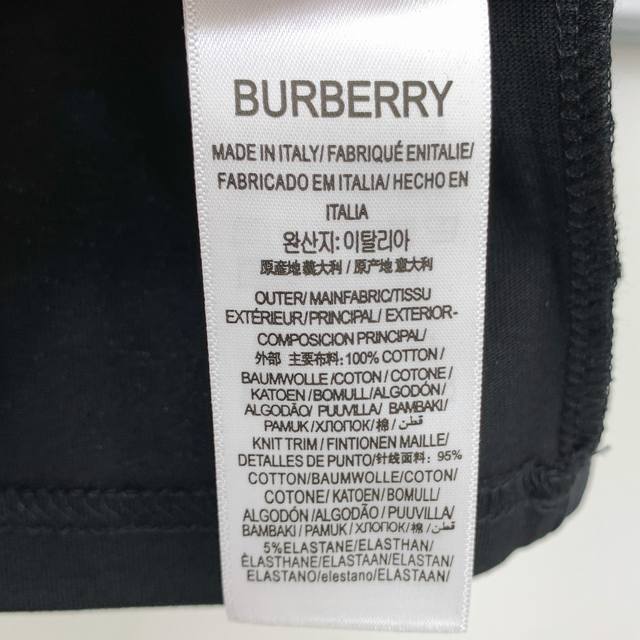 BURBERRY
MADE IN ITALY/ FABRIQUÉ ENITALIE/
FABRICADO EM ITALIA/ HECHO EN
ITALIA
완산지: 이탈리아
原產地 義大利 / 原产地 意大利
OUTER/ MAINFABRIC/TISSU
EXTÉRIEUR/PRINCIPAL/ EXTERIOR-
COMPOSICION PRINCIPAL/
外部 主要布料: 100% COTTON/
BAUMWOLLE/COTON/ COTONE/
KATOEN/ BOMULL/ ALGODÓN/
ALGODÃO/ PUUVILLA/ BAMBAKI/
PAMUK/ХЛОПОК/棉/ قطن/
KNIT TRIM/ FINTIONEN MAILLE/
DETALLES DE PUNTO/针线面料: 95%
COTTON/BAUMWOLLE/COTON/
COTONE/ KATOEN/ BOMULL/
ALGODÓN/ALGODÃO/ PUUVILLA/
BAMBAKI/ PAMUK/ХЛОПОК/棉/ قطن/
5%ELASTANE/ELASTHAN/
ÉLASTHANE/ELASTAAN/ELASTAN/
ELASTANO/elestano/ELASTAAN/